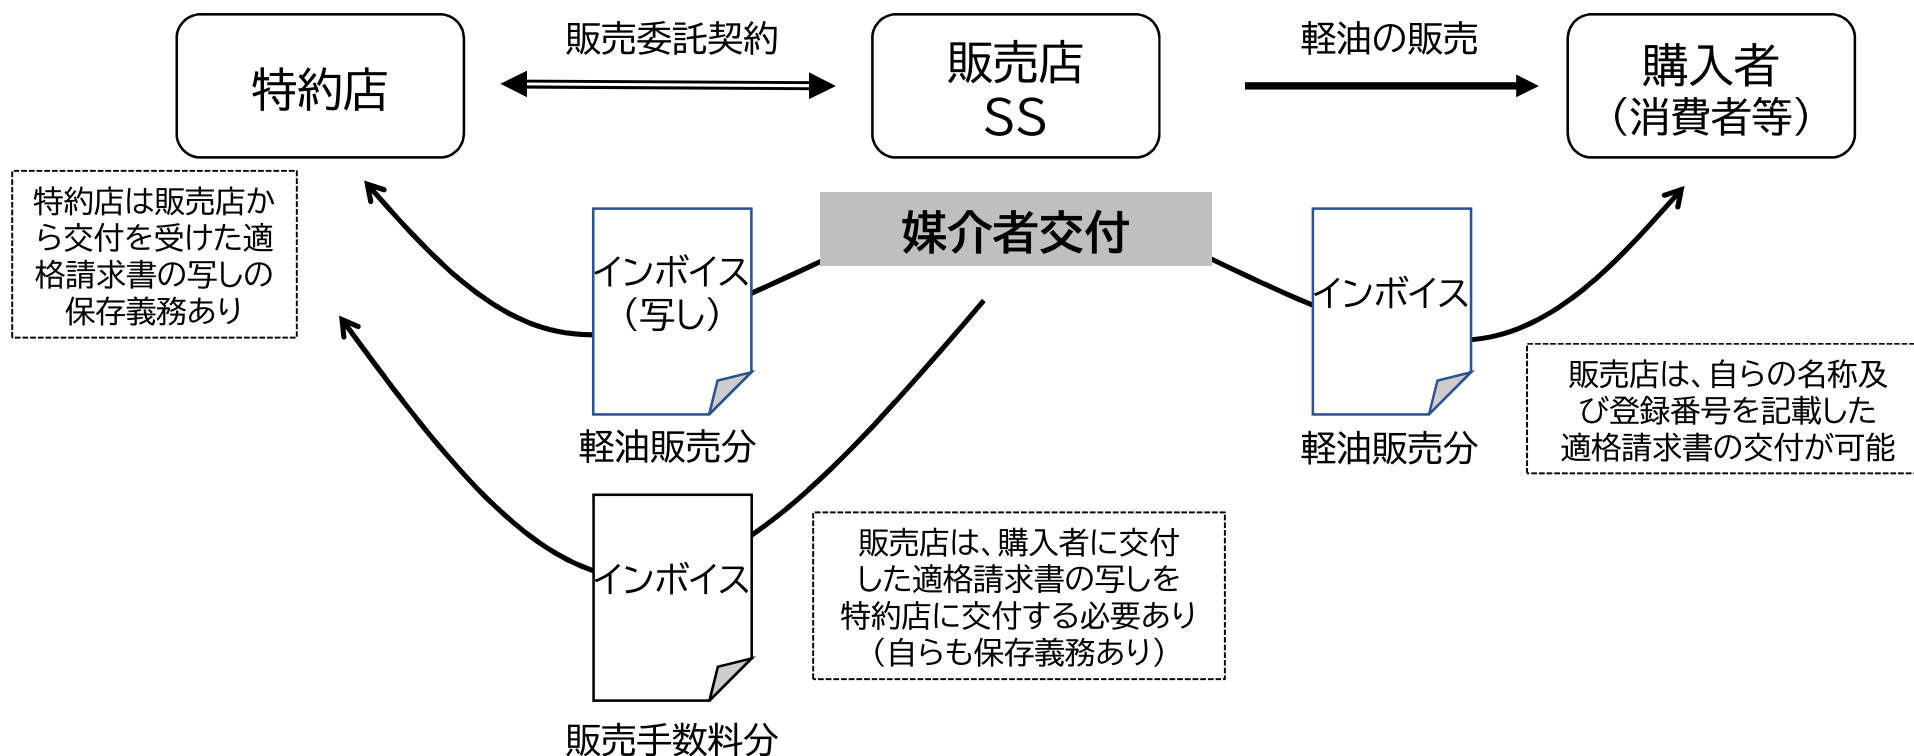 特約店
販売委託契約
販売店
SS
軽油の販売
購入者
(消費者等)
特約店は販売店か
ら交付を受けた適
格請求書の写しの
保存義務あり
インボイス
(写し)
軽油販売分
媒介者交付
インボイス
軽油販売分
販売店は、自らの名称及
び登録番号を記載した
適格請求書の交付が可能
インボイス
販売手数料分
販売店は、購入者に交付
した適格請求書の写しを
特約店に交付する必要あり
(自らも保存義務あり)